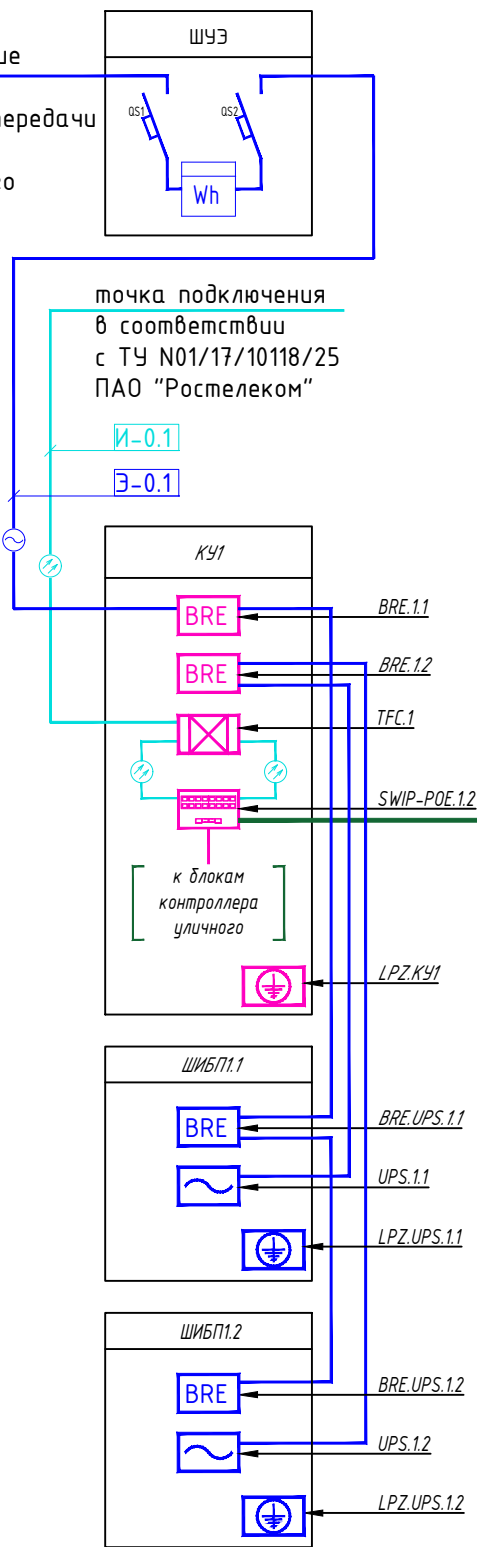 ШУЭ
QS1
QS2
Wh
передачи
точка подключения
в соответствии
с ТУ N01/17/10118/25
ПАО "Ростелеком"
И-0.1
Э-0.1
КУ1
BRE
BRE.1.1
BRE
BRE.1.2
TFC.1
SWIP-POE.1.2
к блокам
контроллера
уличного
LPZ.КУ1
ШИБП1.1
BRE
BRE.UPS.1.1
UPS.1.1
LPZ.UPS.1.1
ШИБП1.2
BRE
BRE.UPS.1.2
UPS.1.2
LPZ.UPS.1.2